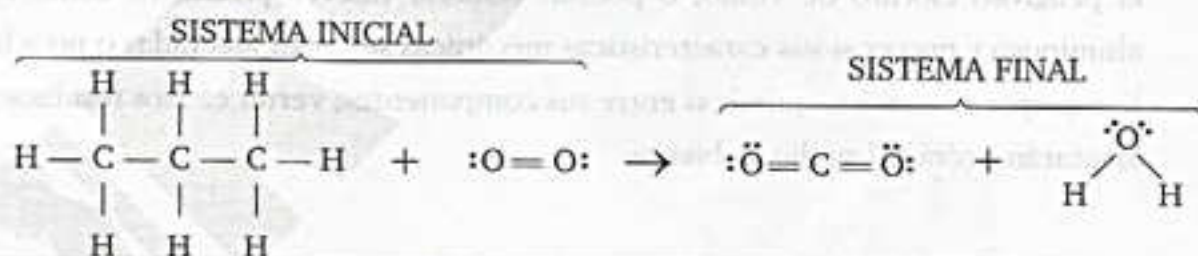 SISTEMA INICIAL
SISTEMA FINAL
H H H
| | |
H — C — C — C — H + :O = O: → :Ö = C = Ö: + Ö
| | | H H
H H H